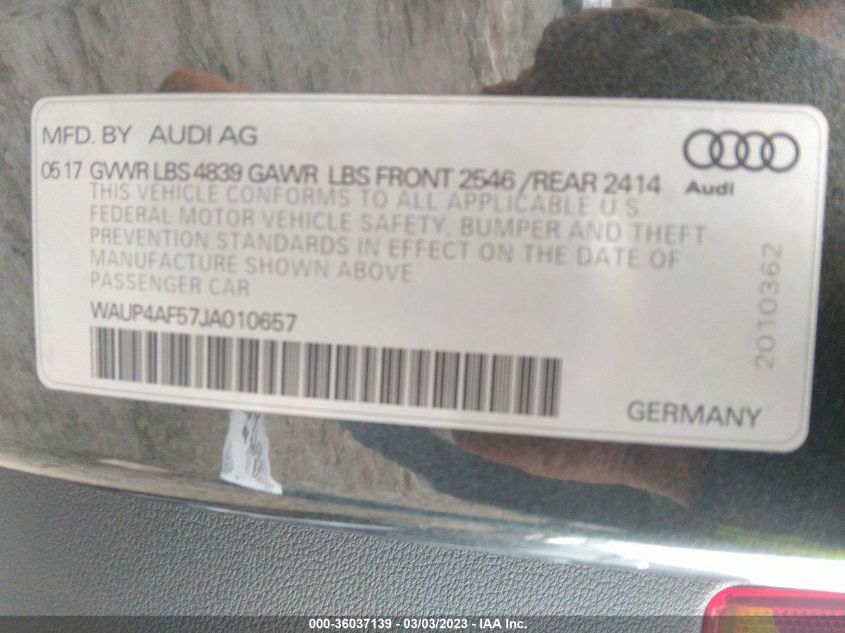 MFD. BY AUDI AG
0517 GVWR LBS 4839 GAWR LBS FRONT 2546 /REAR 2414
Audi
THIS VEHICLE CONFORMS TO ALL APPLICABLE U.S
FEDERAL MOTOR VEHICLE SAFETY, BUMPER AND THEFT
PREVENTION STANDARDS IN EFFECT ON THE DATE OF
MANUFACTURE SHOWN ABOVE
PASSENGER CAR
WAUP4AF57JA010657
2010362
GERMANY
000-36037139 - 03/03/2023 - IAA Inc.